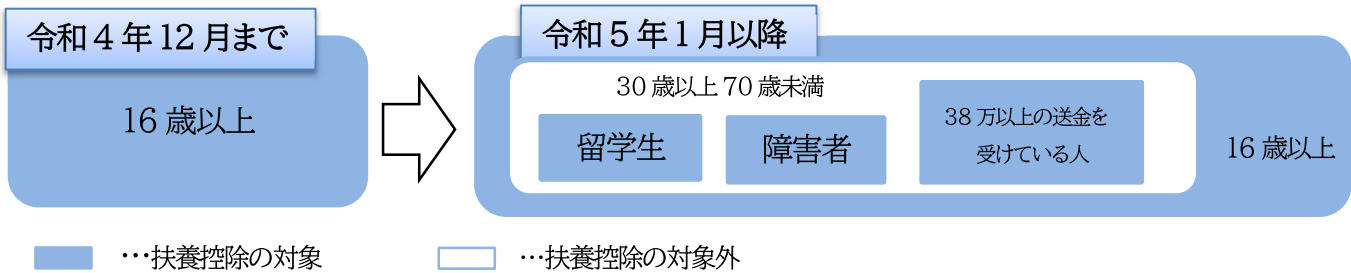 令和４年12月まで
16歳以上
令和５年1月以降
30歳以上70歳未満
留学生
障害者
38万以上の送金を
受けている人
16歳以上
…扶養控除の対象
…扶養控除の対象外